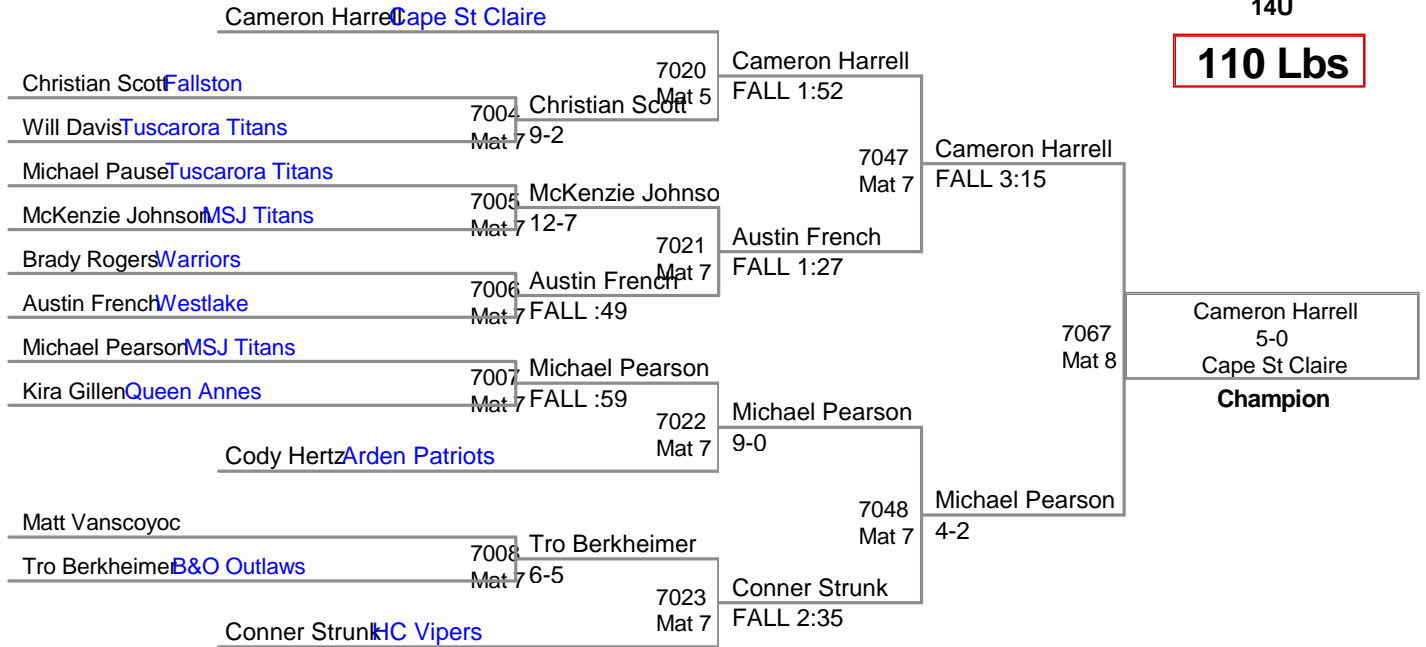 14U
110 Lbs
Cameron Harrell Cape St Claire
Christian Scott Fallston
Will Davis Tuscarora Titans
Michael Pause Tuscarora Titans
McKenzie Johnson MSJ Titans
Brady Rogers Warriors
Austin French Westlake
Michael Pearson MSJ Titans
Kira Gillen Queen Annes
Cody Hertz Arden Patriots
Matt Vanscoyoc
Tro Berkheimer B&O Outlaws
Conner Strunk HC Vipers
7004
Mat 7
Christian Scott
9-2
7005
Mat 7
McKenzie Johnso
12-7
7006
Mat 7
Austin French
FALL :49
7007
Mat 7
Michael Pearson
FALL :59
7008
Mat 7
Tro Berkheimer
6-5
7020
Mat 5
Cameron Harrell
FALL 1:52
7021
Mat 7
Austin French
FALL 1:27
7022
Mat 7
Michael Pearson
9-0
7023
Mat 7
Conner Strunk
FALL 2:35
7047
Mat 7
Cameron Harrell
FALL 3:15
7048
Mat 7
Michael Pearson
4-2
7067
Mat 8
Cameron Harrell
5-0
Cape St Claire
Champion